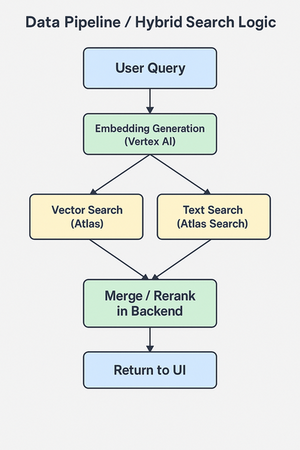 Data Pipeline / Hybrid Search Logic
User Query
Embedding Generation
(Vertex AI)
Vector Search
(Atlas)
Text Search
(Atlas Search)
Merge / Rerank
in Backend
Return to UI